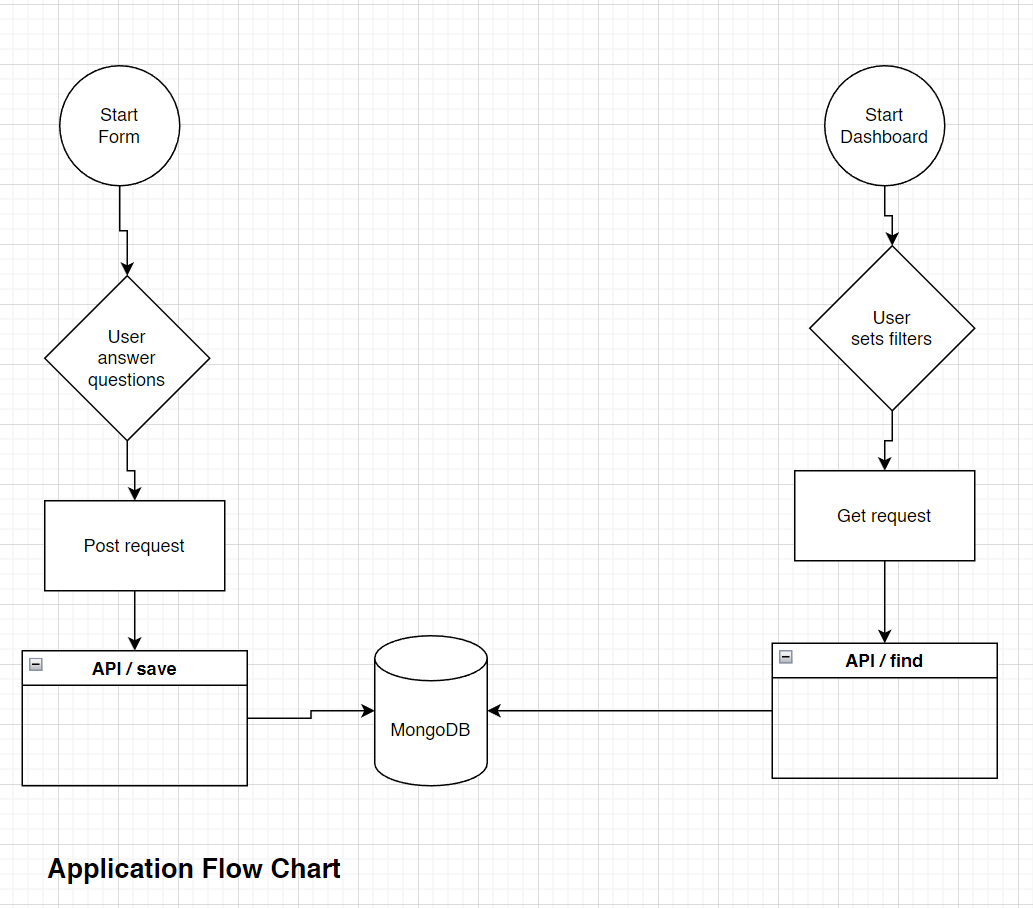 Start
Form
User
answer
questions
Post request
API / save
MongoDB
Start
Dashboard
User
sets filters
Get request
API / find
Application Flow Chart